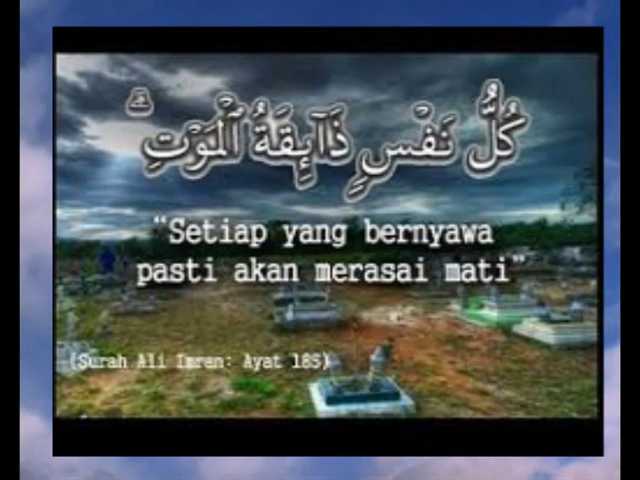 كُلُّ نَفْسٍ ذَآئِقَةُ ٱلْمَوْتِ ۗ
“Setiap yang bernyawa
pasti akan merasai mati”
(Surah Ali Imran: Ayat 185)